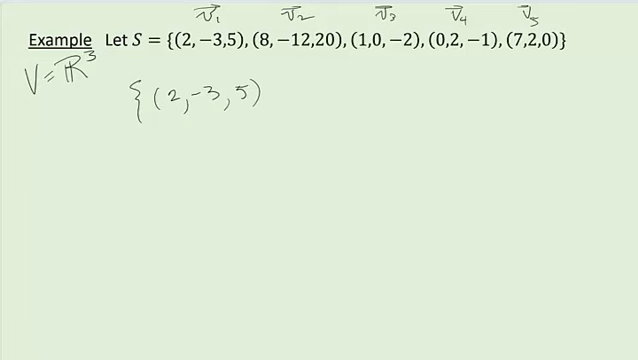 v⃗₁ v⃗₂ v⃗₃ v⃗₄ v⃗₅
Example Let S = {(2, −3,5), (8, −12,20), (1,0, −2), (0,2, −1), (7,2,0)}
V = ℝ³
{ (2, -3, 5)